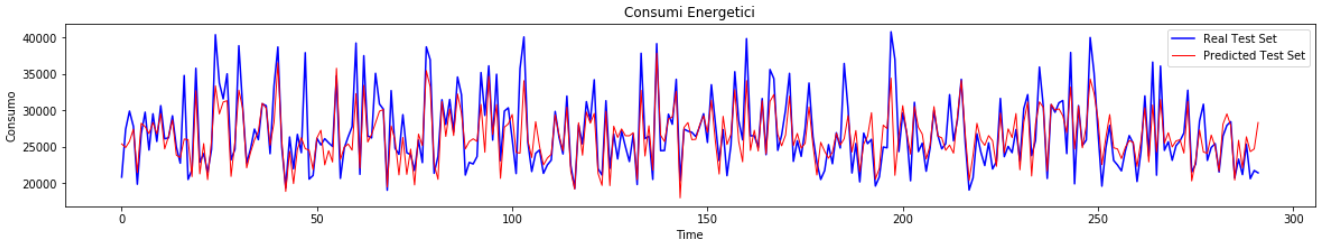 Consumi Energetici
Consumo
40000
35000
30000
25000
20000
Real Test Set
Predicted Test Set
0
50
100
150
200
250
300
Time